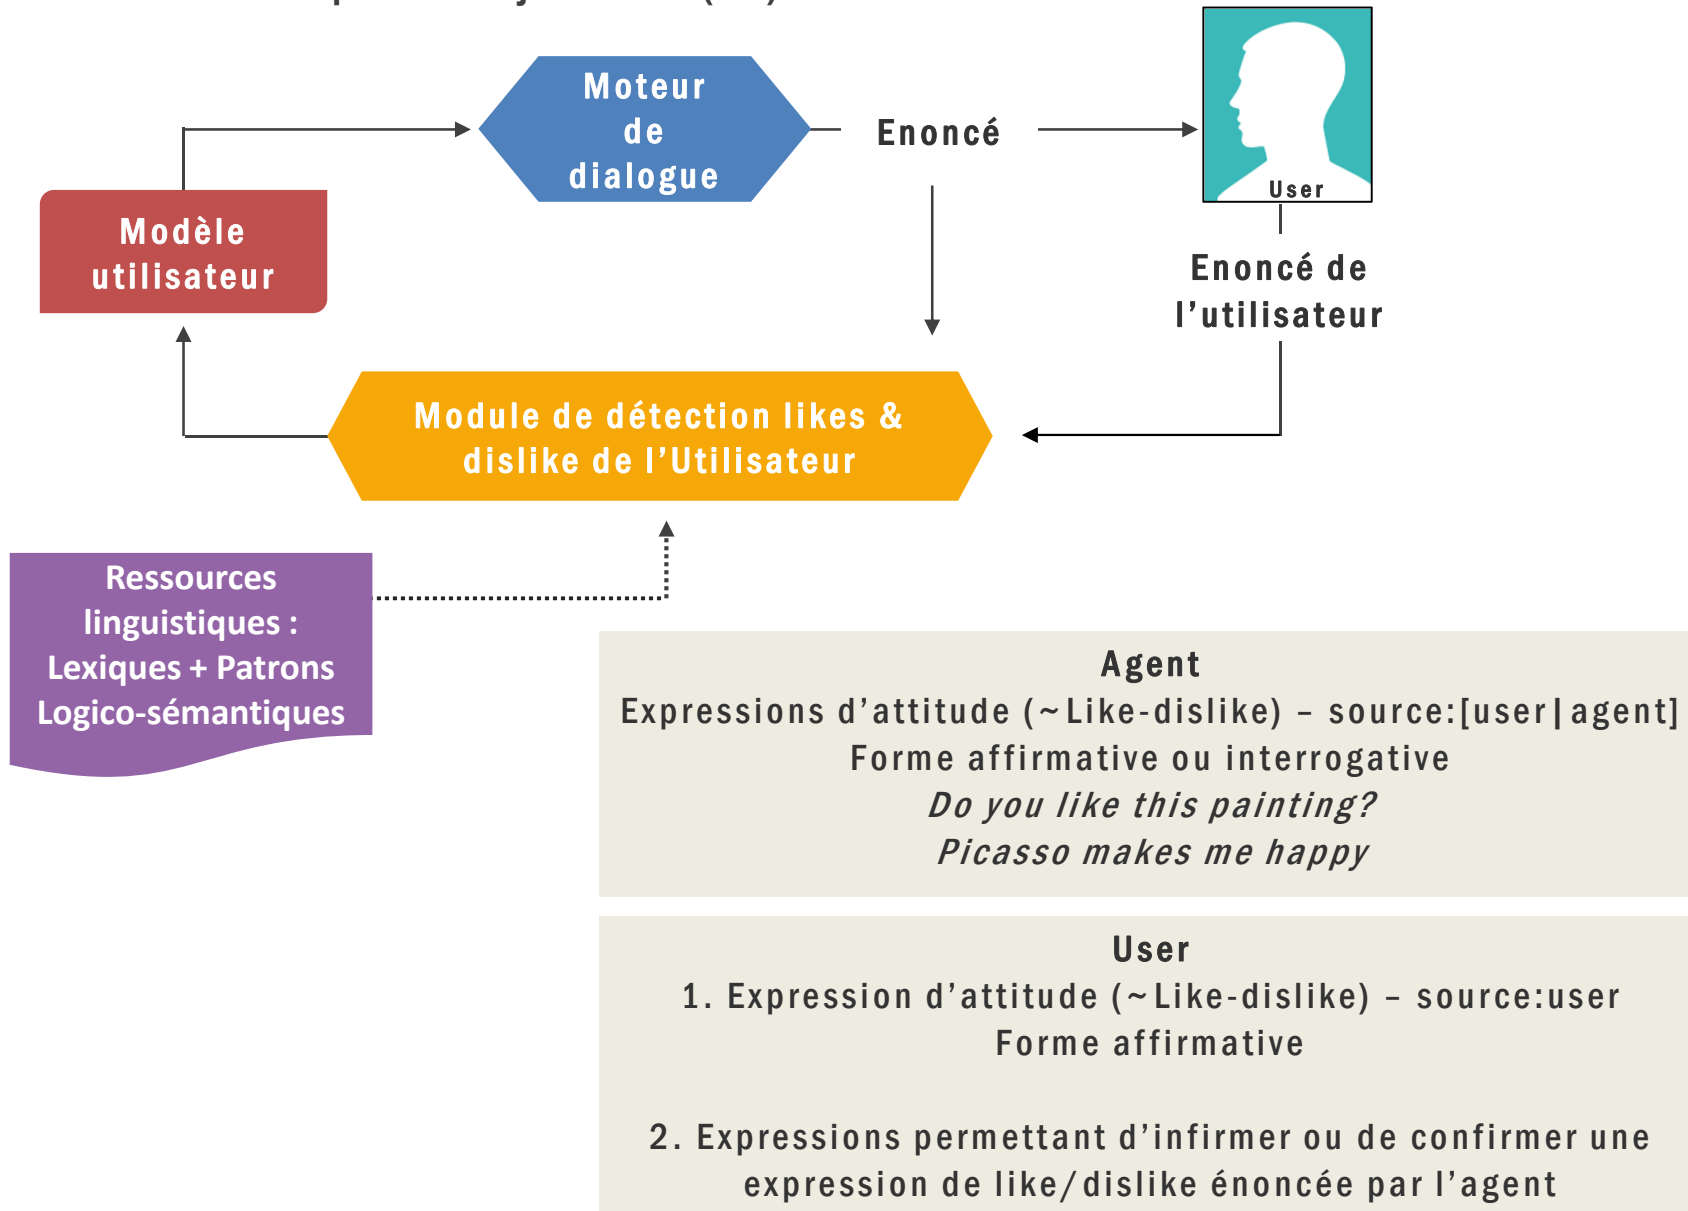 Moteur
de
dialogue
Enoncé
User
Modèle
utilisateur
Enoncé de
l’utilisateur
Module de détection likes &
dislike de l’Utilisateur
Ressources
linguistiques :
Lexiques + Patrons
Logico-sémantiques
Agent
Expressions d’attitude (~Like-dislike) – source:[user|agent]
Forme affirmative ou interrogative
Do you like this painting?
Picasso makes me happy
User
1. Expression d’attitude (~Like-dislike) – source:user
Forme affirmative
2. Expressions permettant d’infirmer ou de confirmer une
expression de like/dislike énoncée par l’agent